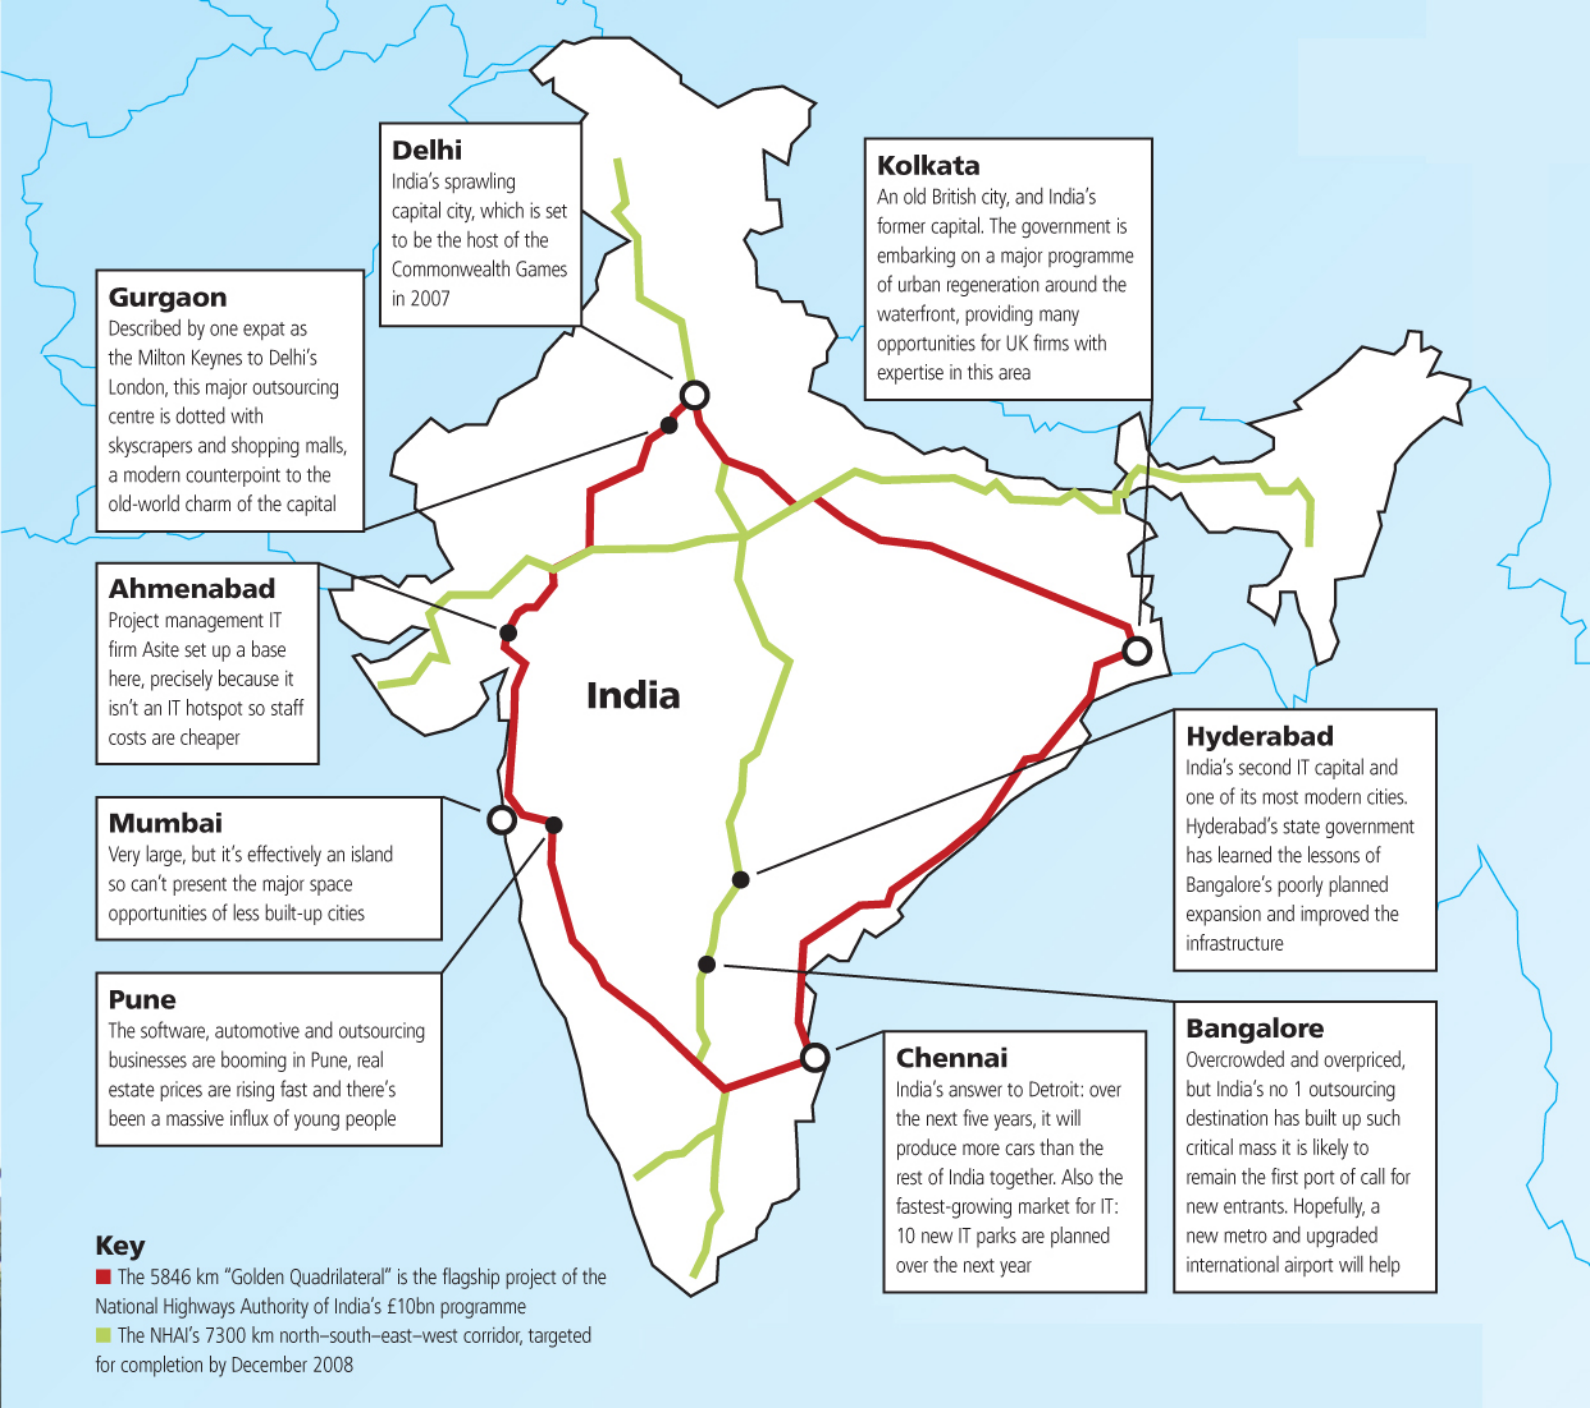 Delhi
India's sprawling
capital city, which is set
to be the host of the
Commonwealth Games
in 2007
Kolkata
An old British city, and India's
former capital. The government is
embarking on a major programme
of urban regeneration around the
waterfront, providing many
opportunities for UK firms with
expertise in this area
Gurgaon
Described by one expat as
the Milton Keynes to Delhi's
London, this major outsourcing
centre is dotted with
skyscrapers and shopping malls,
a modern counterpoint to the
old-world charm of the capital
Ahmenabad
Project management IT
firm Asite set up a base
here, precisely because it
isn't an IT hotspot so staff
costs are cheaper
India
Hyderabad
India's second IT capital and
one of its most modern cities.
Hyderabad's state government
has learned the lessons of
Bangalore's poorly planned
expansion and improved the
infrastructure
Mumbai
Very large, but it's effectively an island
so can't present the major space
opportunities of less built-up cities
Pune
The software, automotive and outsourcing
businesses are booming in Pune, real
estate prices are rising fast and there's
been a massive influx of young people
Chennai
India's answer to Detroit: over
the next five years, it will
produce more cars than the
rest of India together. Also the
fastest-growing market for IT:
10 new IT parks are planned
over the next year
Bangalore
Overcrowded and overpriced,
but India's no 1 outsourcing
destination has built up such
critical mass it is likely to
remain the first port of call for
new entrants. Hopefully, a
new metro and upgraded
international airport will help
Key
The 5846 km "Golden Quadrilateral" is the flagship project of the
National Highways Authority of India's £10bn programme
The NHAI's 7300 km north–south–east–west corridor, targeted
for completion by December 2008